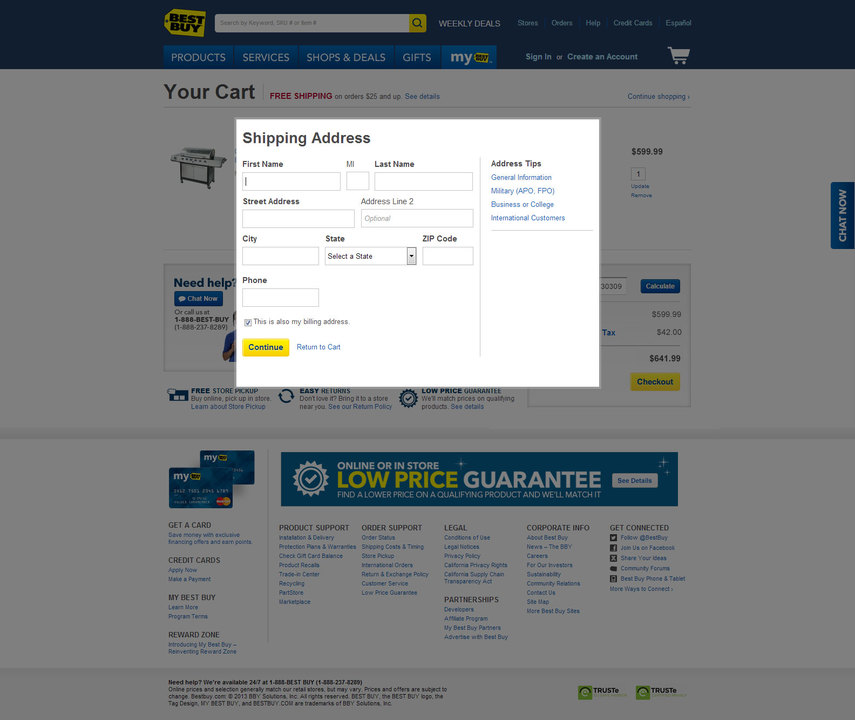 BEST BUY
Search by Keyword, SKU # or Item #
WEEKLY DEALS
Stores
Orders
Help
Credit Cards
Español
PRODUCTS
SERVICES
SHOPS & DEALS
GIFTS
my BEST BUY
Sign In or Create an Account
Your Cart
FREE SHIPPING on orders $25 and up. See details
Continue shopping ›
Shipping Address
First Name
MI
Last Name
Street Address
Address Line 2
Optional
City
State
ZIP Code
Select a State
Phone
This is also my billing address.
Continue
Return to Cart
Address Tips
General Information
Military (APO, FPO)
Business or College
International Customers
$599.99
1
Update
Remove
CHAT NOW
Need help?
Chat Now
Or call us at
1-888-BEST-BUY
(1-888-237-8289)
30309
Calculate
$599.99
Tax
$42.00
$641.99
Checkout
FREE STORE PICKUP
Buy online, pick up in store.
Learn about Store Pickup
EASY RETURNS
Don't love it? Bring it to a store
near you. See our Return Policy
LOW PRICE GUARANTEE
We'll match prices on qualifying
products. See details
my BEST BUY
my BEST BUY
ONLINE OR IN STORE
LOW PRICE GUARANTEE
FIND A LOWER PRICE ON A QUALIFYING PRODUCT AND WE'LL MATCH IT
See Details
GET A CARD
Save money with exclusive
financing offers and earn points.
CREDIT CARDS
Apply Now
Make a Payment
MY BEST BUY
Learn More
Program Terms
REWARD ZONE
Introducing My Best Buy –
Reinventing Reward Zone
PRODUCT SUPPORT
Installation & Delivery
Protection Plans & Warranties
Check Gift Card Balance
Product Recalls
Trade-in Center
Recycling
PartStore
Marketplace
ORDER SUPPORT
Order Status
Shipping Costs & Timing
Store Pickup
International Orders
Return & Exchange Policy
Customer Service
Low Price Guarantee
LEGAL
Conditions of Use
Legal Notices
Privacy Policy
California Privacy Rights
California Supply Chain
Transparency Act
PARTNERSHIPS
Developers
Affiliate Program
My Best Buy Partners
Advertise with Best Buy
CORPORATE INFO
About Best Buy
News – The BBY
Careers
For Our Investors
Sustainability
Community Relations
Contact Us
Site Map
More Best Buy Sites
GET CONNECTED
Follow @BestBuy
Join Us on Facebook
Share Your Ideas
Community Forums
Best Buy Phone & Tablet
More Ways to Connect ›
Need help? We're available 24/7 at 1-888-BEST BUY (1-888-237-8289)
Online prices and selection generally match our retail stores, but may vary. Prices and offers are subject to
change. Bestbuy.com: © 2013 BBY Solutions, Inc. All rights reserved. BEST BUY, the BEST BUY logo, the
Tag Design, MY BEST BUY, and BESTBUY.COM are trademarks of BBY Solutions, Inc.
TRUSTe
TRUSTe